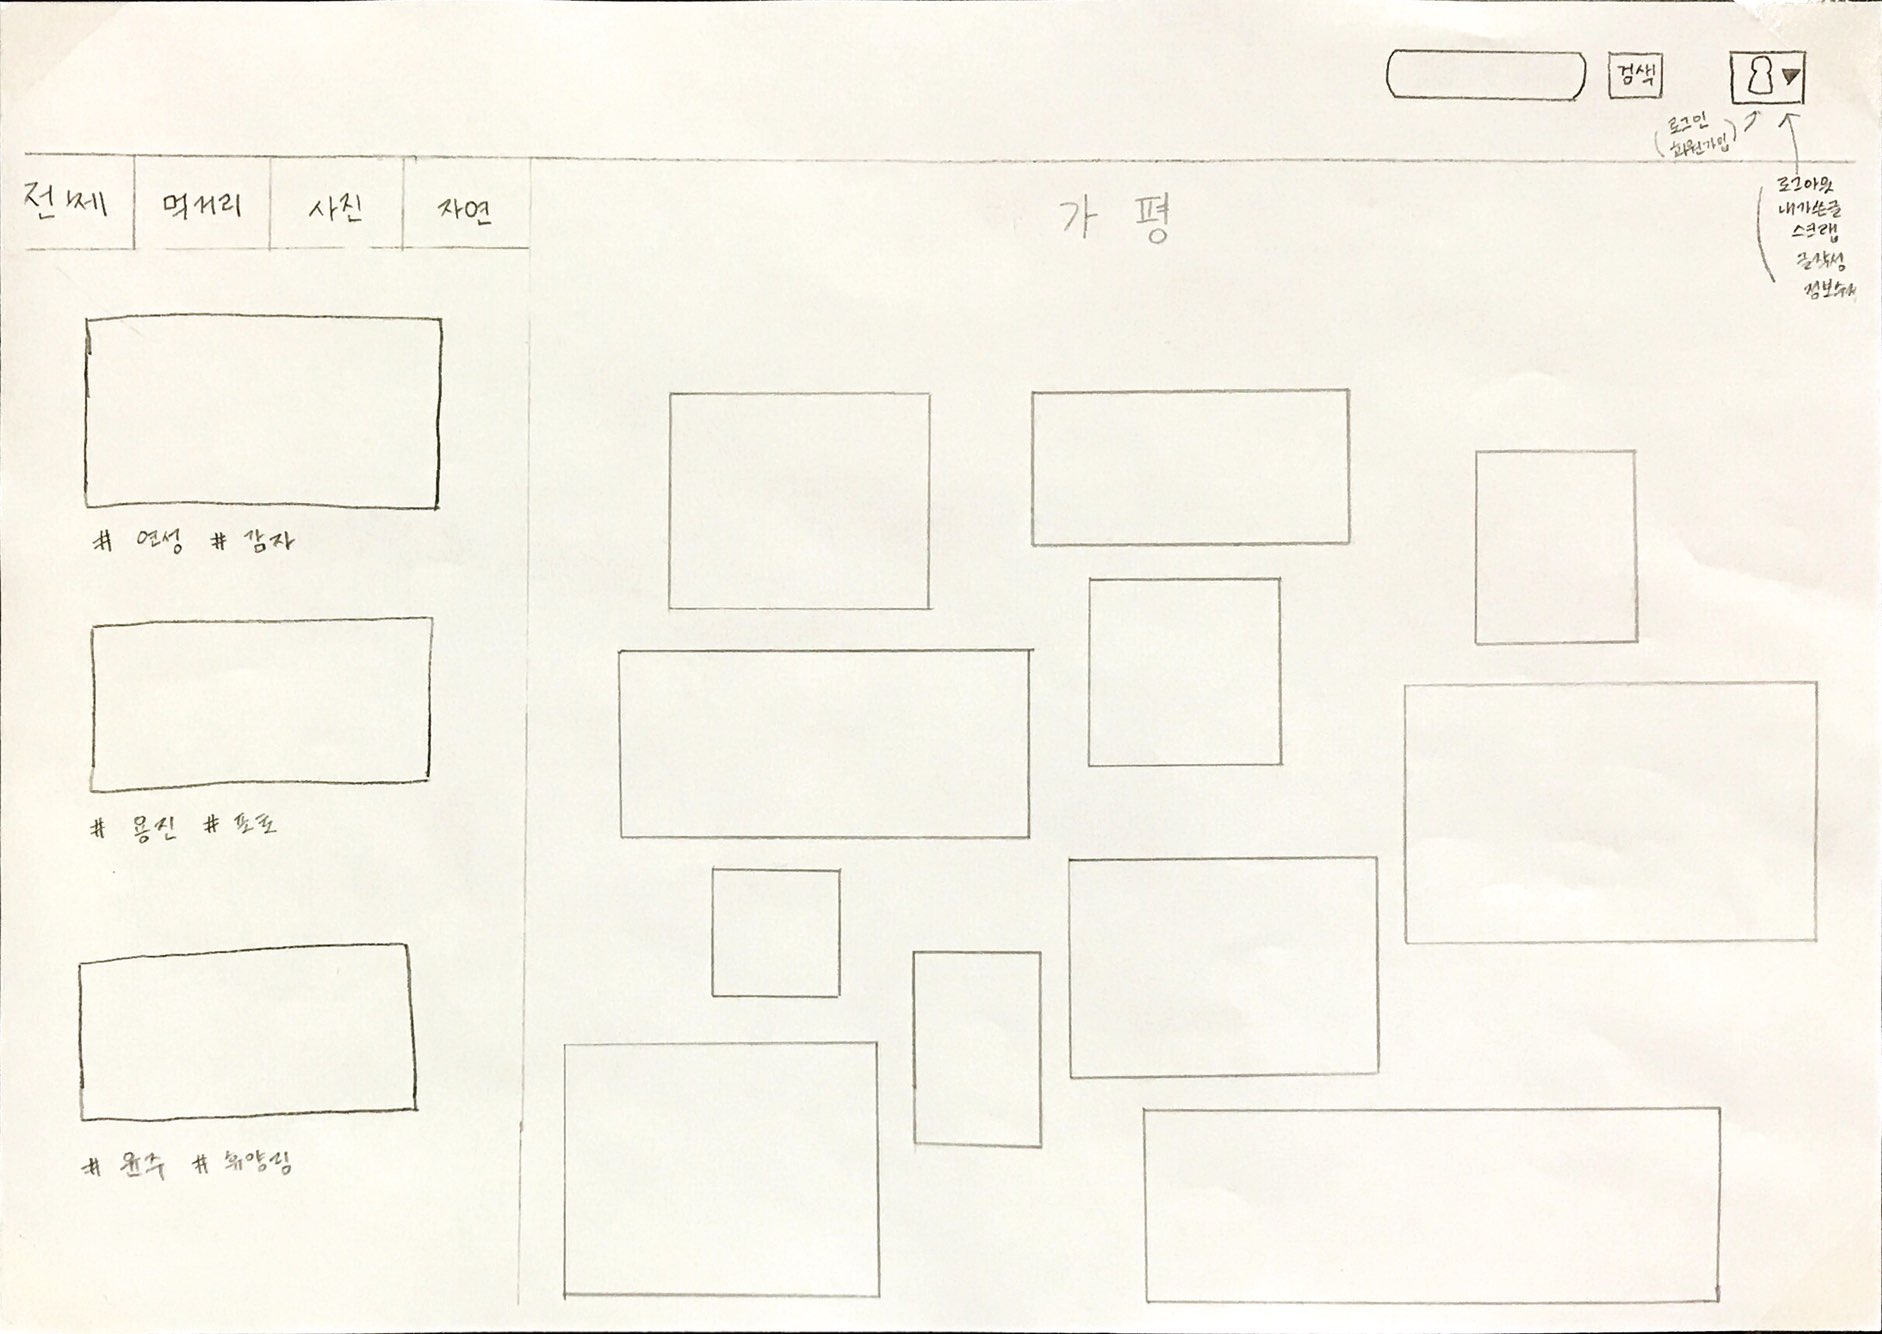 검색
(로그인
회원가입)
로그아웃
내가쓴글
스크랩
글작성
정보수정
전체 먹거리 사진 자연
가평
# 연성 # 감자
# 용진 # 포토
# 윤주 # 휴양림